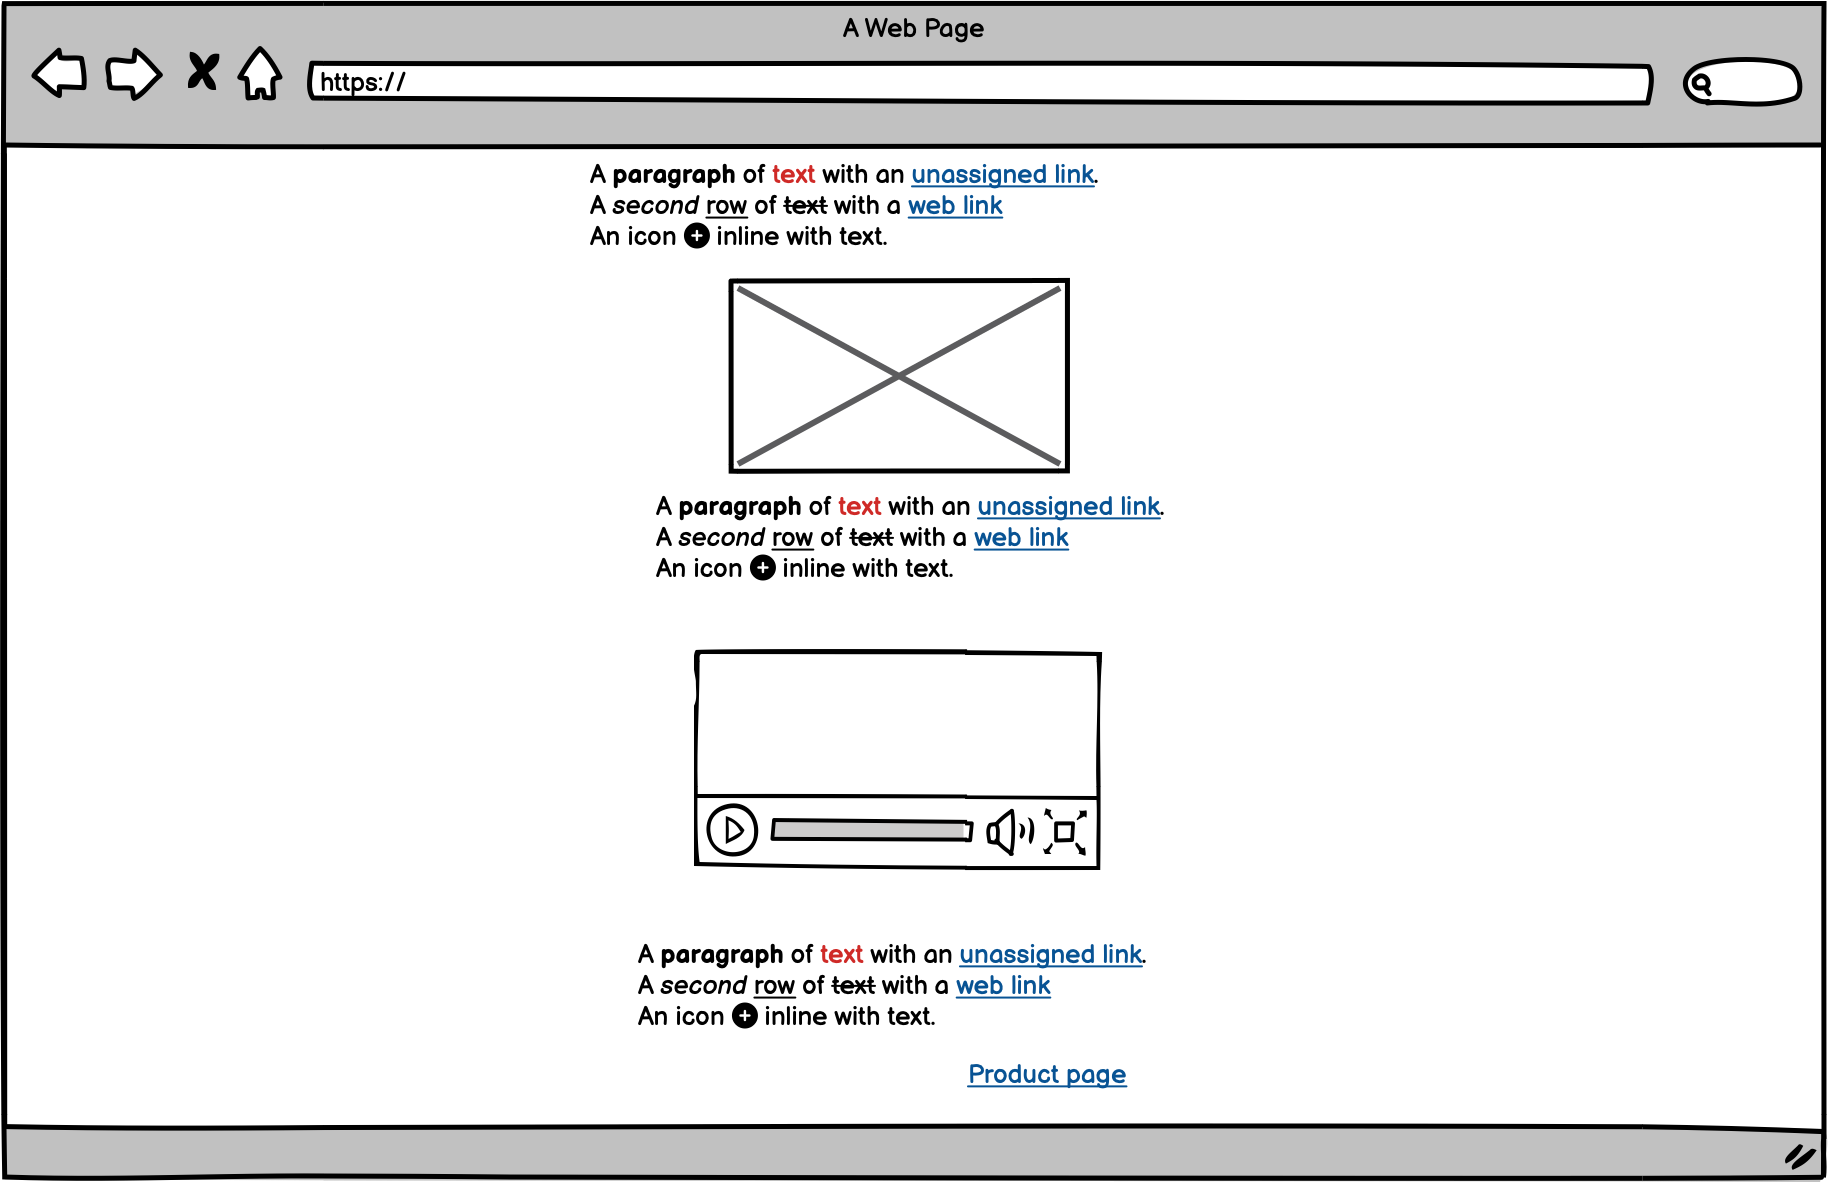 A Web Page
https://
A paragraph of text with an unassigned link.
A second row of text with a web link
An icon inline with text.
A paragraph of text with an unassigned link.
A second row of text with a web link
An icon inline with text.
A paragraph of text with an unassigned link.
A second row of text with a web link
An icon inline with text.
Product page